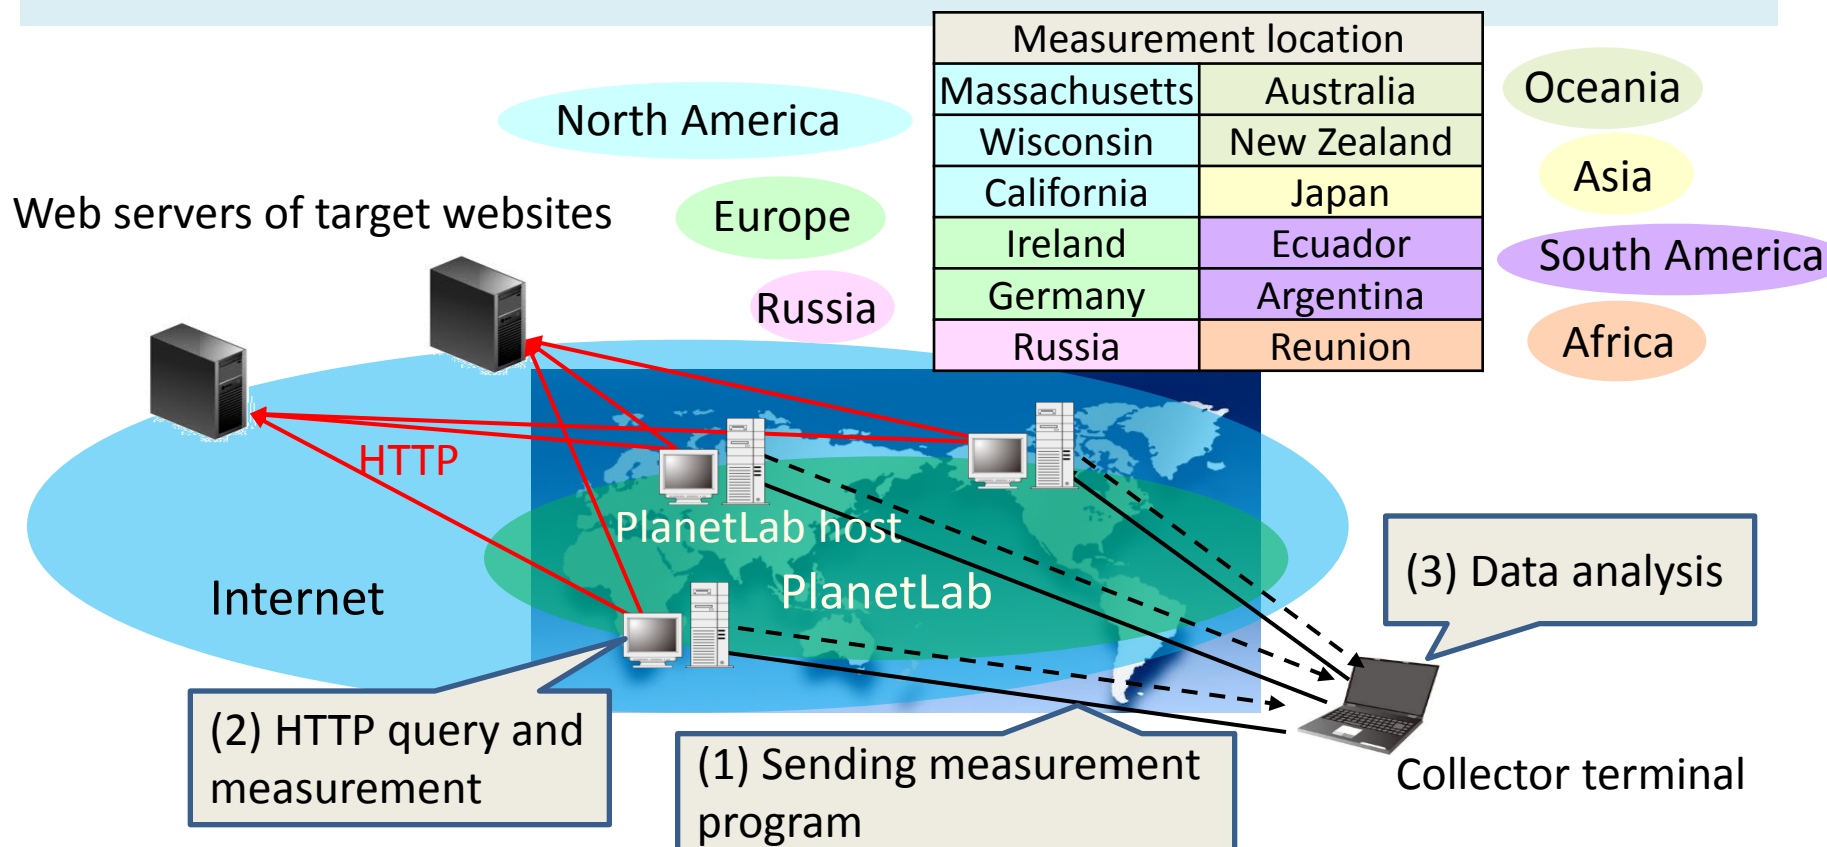 Measurement location
Massachusetts Australia
Wisconsin New Zealand
California Japan
Ireland Ecuador
Germany Argentina
Russia Reunion
North America
Europe
Russia
Oceania
Asia
South America
Africa
Web servers of target websites
HTTP
PlanetLab host
PlanetLab
Internet
(3) Data analysis
(2) HTTP query and
measurement
(1) Sending measurement
program
Collector terminal